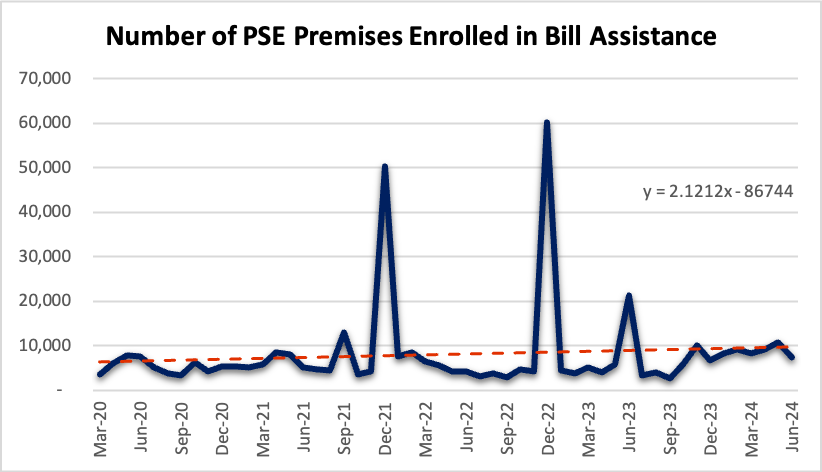 Number of PSE Premises Enrolled in Bill Assistance
70,000
60,000
50,000
40,000
30,000
20,000
10,000
-
y = 2.1212x - 86744
Mar-20
Jun-20
Sep-20
Dec-20
Mar-21
Jun-21
Sep-21
Dec-21
Mar-22
Jun-22
Sep-22
Dec-22
Mar-23
Jun-23
Sep-23
Dec-23
Mar-24
Jun-24